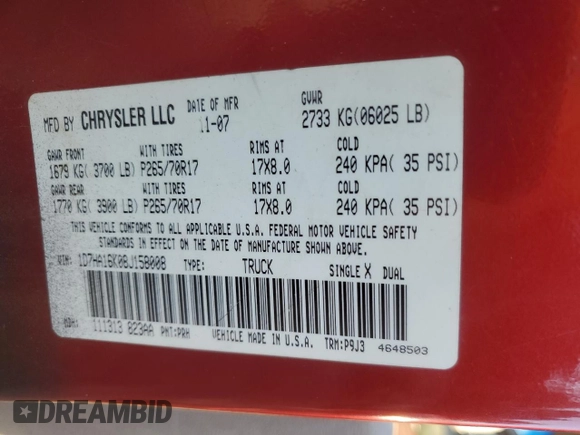 MFD BY CHRYSLER LLC DATE OF MFR 11-07 GVWR 2733 KG(06025 LB)
GAWR FRONT WITH TIRES RIMS AT COLD
1679 KG( 3700 LB) P265/70R17 17X8.0 240 KPA( 35 PSI)
GAWR REAR WITH TIRES RIMS AT COLD
1770 KG( 3900 LB) P265/70R17 17X8.0 240 KPA( 35 PSI)
THIS VEHICLE CONFORMS TO ALL APPLICABLE U.S.A. FEDERAL MOTOR VEHICLE SAFETY
STANDARDS IN EFFECT ON THE DATE OF MANUFACTURE SHOWN ABOVE.
VIN: 1D7HA16K08J158008 TYPE: TRUCK SINGLE X DUAL
MDH: 111313 823AA PNT:PRH VEHICLE MADE IN U.S.A. TRM:P9J3 4648503
DREAMBID